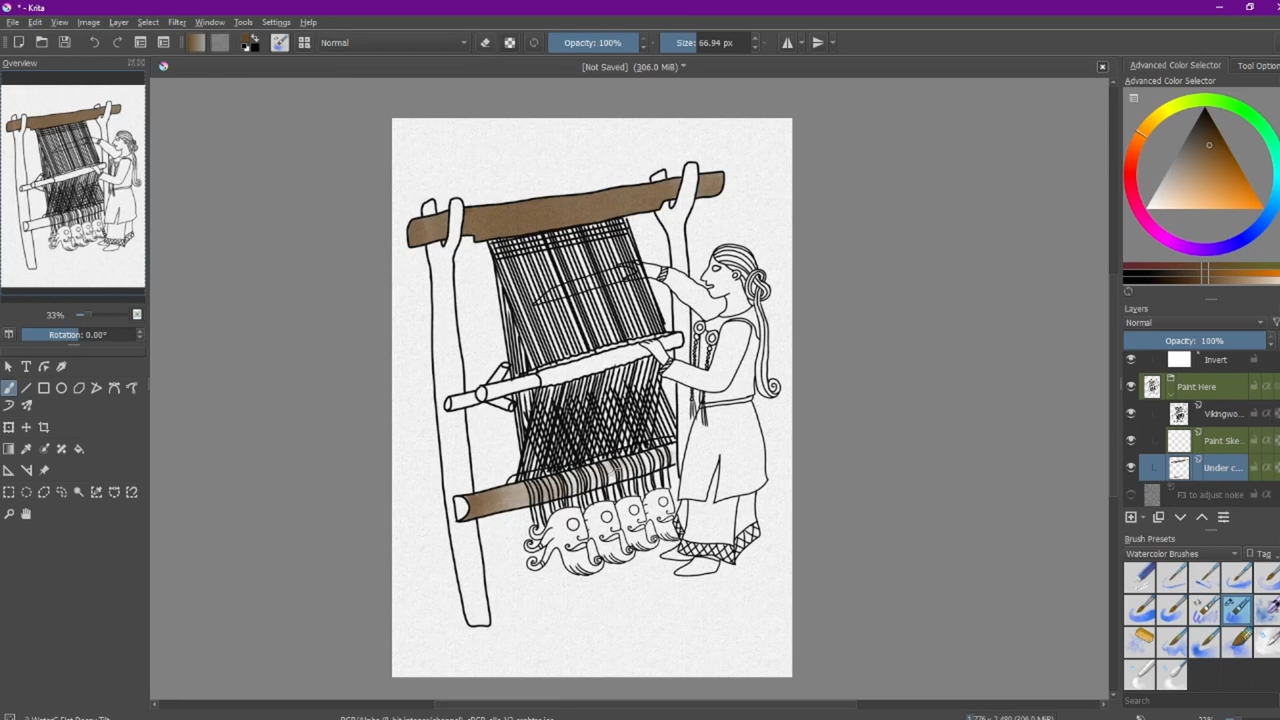 * - Krita
File Edit View Image Layer Select Filter Window Tools Settings Help
Normal Opacity: 100% Size: 66.94 px
Overview
[Not Saved] (306.0 MiB) *
Advanced Color Selector Tool Option
Advanced Color Selector
33%
Rotation: 0.00°
Layers
Normal
Opacity: 100%
Invert
Paint Here
Vikingwo...
Paint Ske...
Under c...
F3 to adjust noise
Brush Presets
Watercolor Brushes Tag
Search